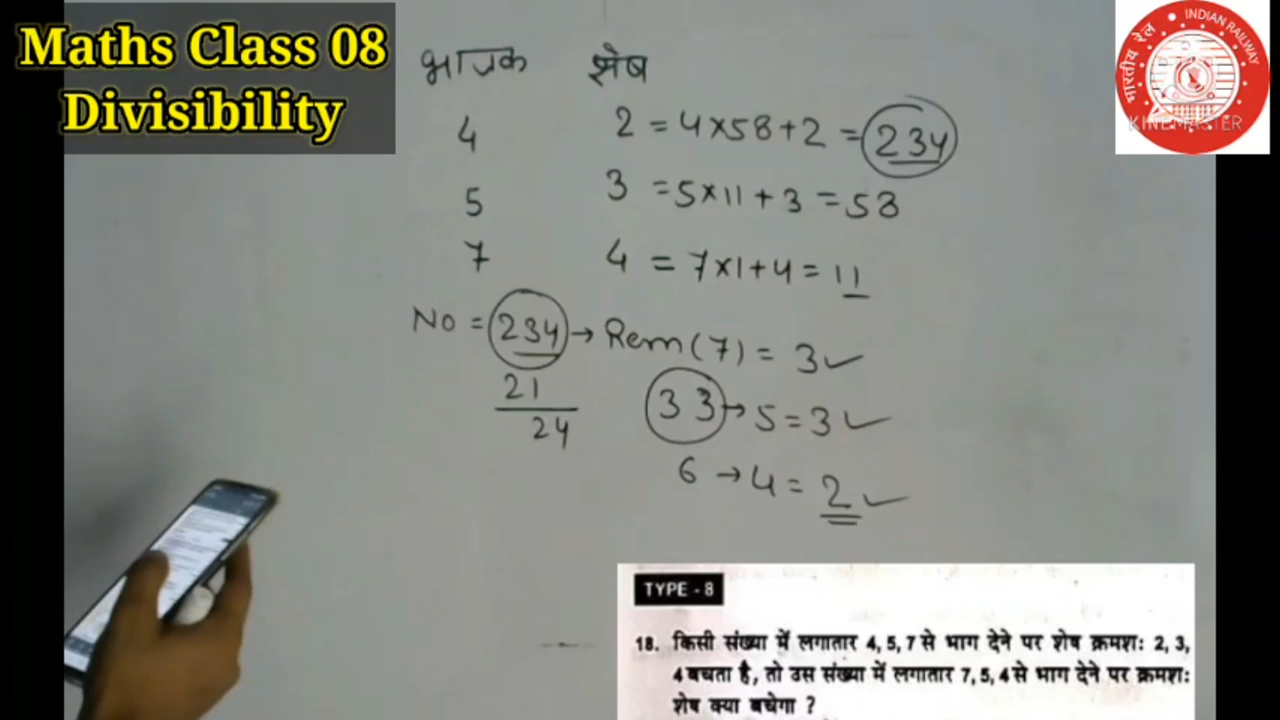 Maths Class 08
Divisibility
भारतीय रेल INDIAN RAILWAY
KINEMASTER
भाजक शेष
4 2 = 4×58+2 = 234
5 3 = 5×11+3 = 58
7 4 = 7×1+4 = 11
No = 234 → Rem(7) = 3✓
21
24
33 → 5 = 3✓
6 → 4 = 2✓
TYPE - 8
18. किसी संख्या में लगातार 4, 5, 7 से भाग देने पर शेष क्रमशः 2, 3,
4 बचता है, तो उस संख्या में लगातार 7, 5, 4 से भाग देने पर क्रमशः
शेष क्या बचेगा ?